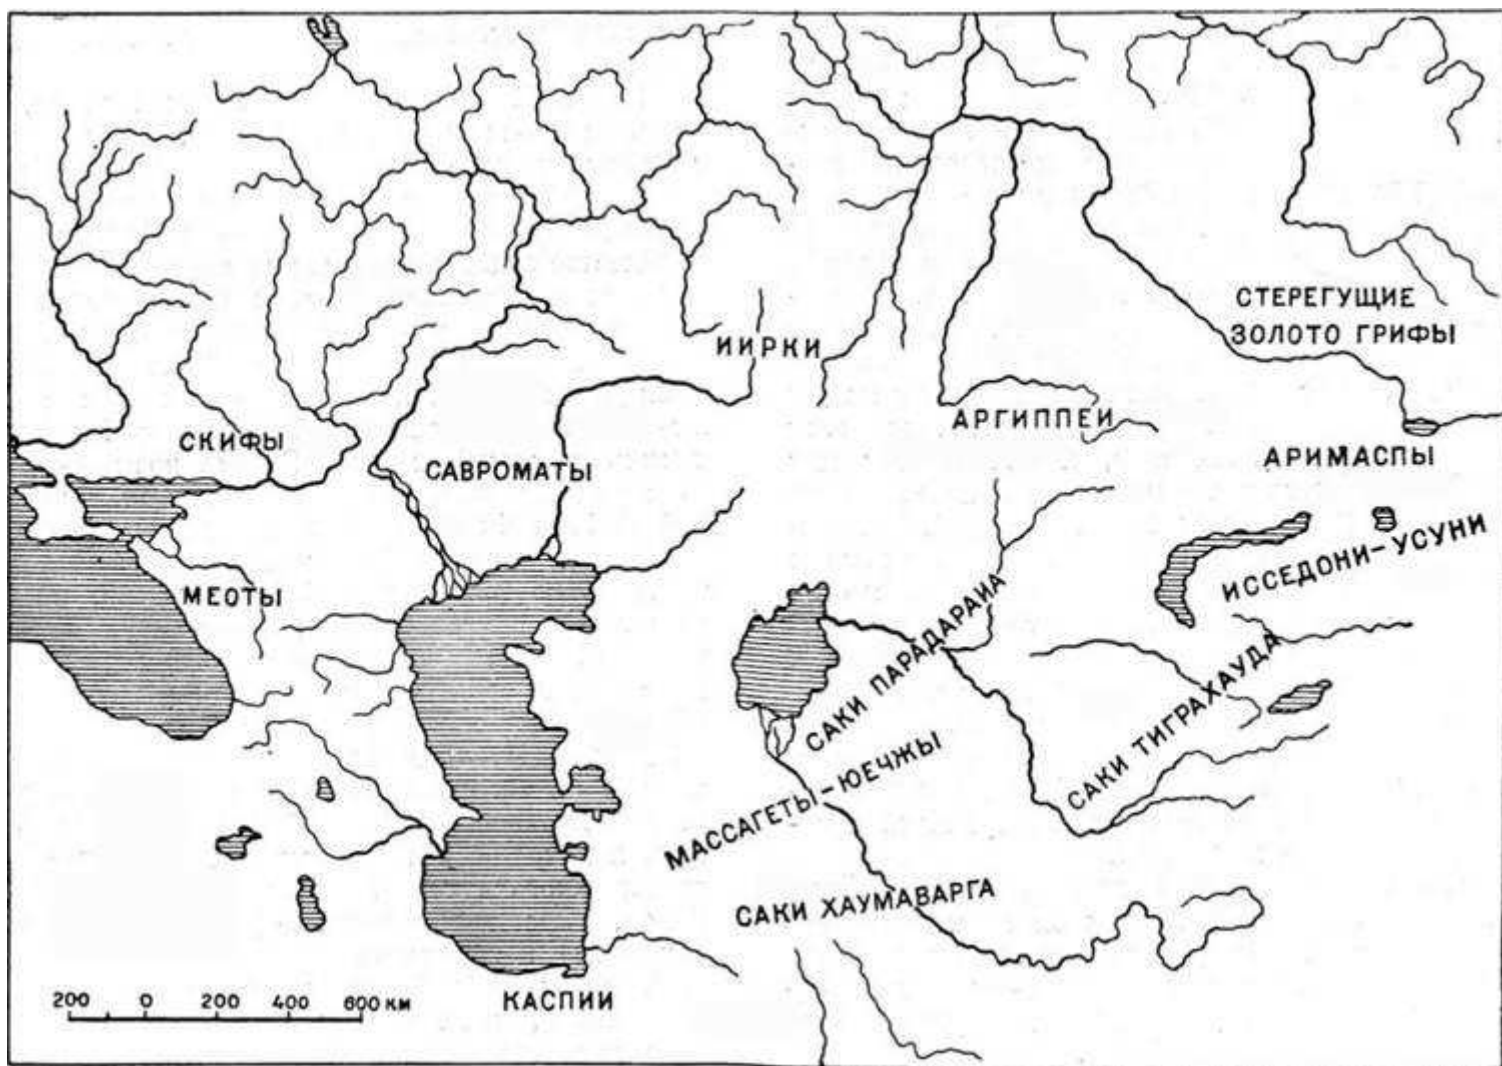 СТЕРЕГУЩИЕ
ЗОЛОТО ГРИФЫ
ИИРКИ
АРГИППЕИ
СКИФЫ
САВРОМАТЫ
АРИМАСПЫ
ИССЕДОНИ-УСУНИ
МЕОТЫ
САКИ ПАРАДАРАИА
САКИ ТИГРАХАУДА
МАССАГЕТЫ-ЮЕЧЖЫ
САКИ ХАУМАВАРГА
200 0 200 400 600 КМ
КАСПИИ